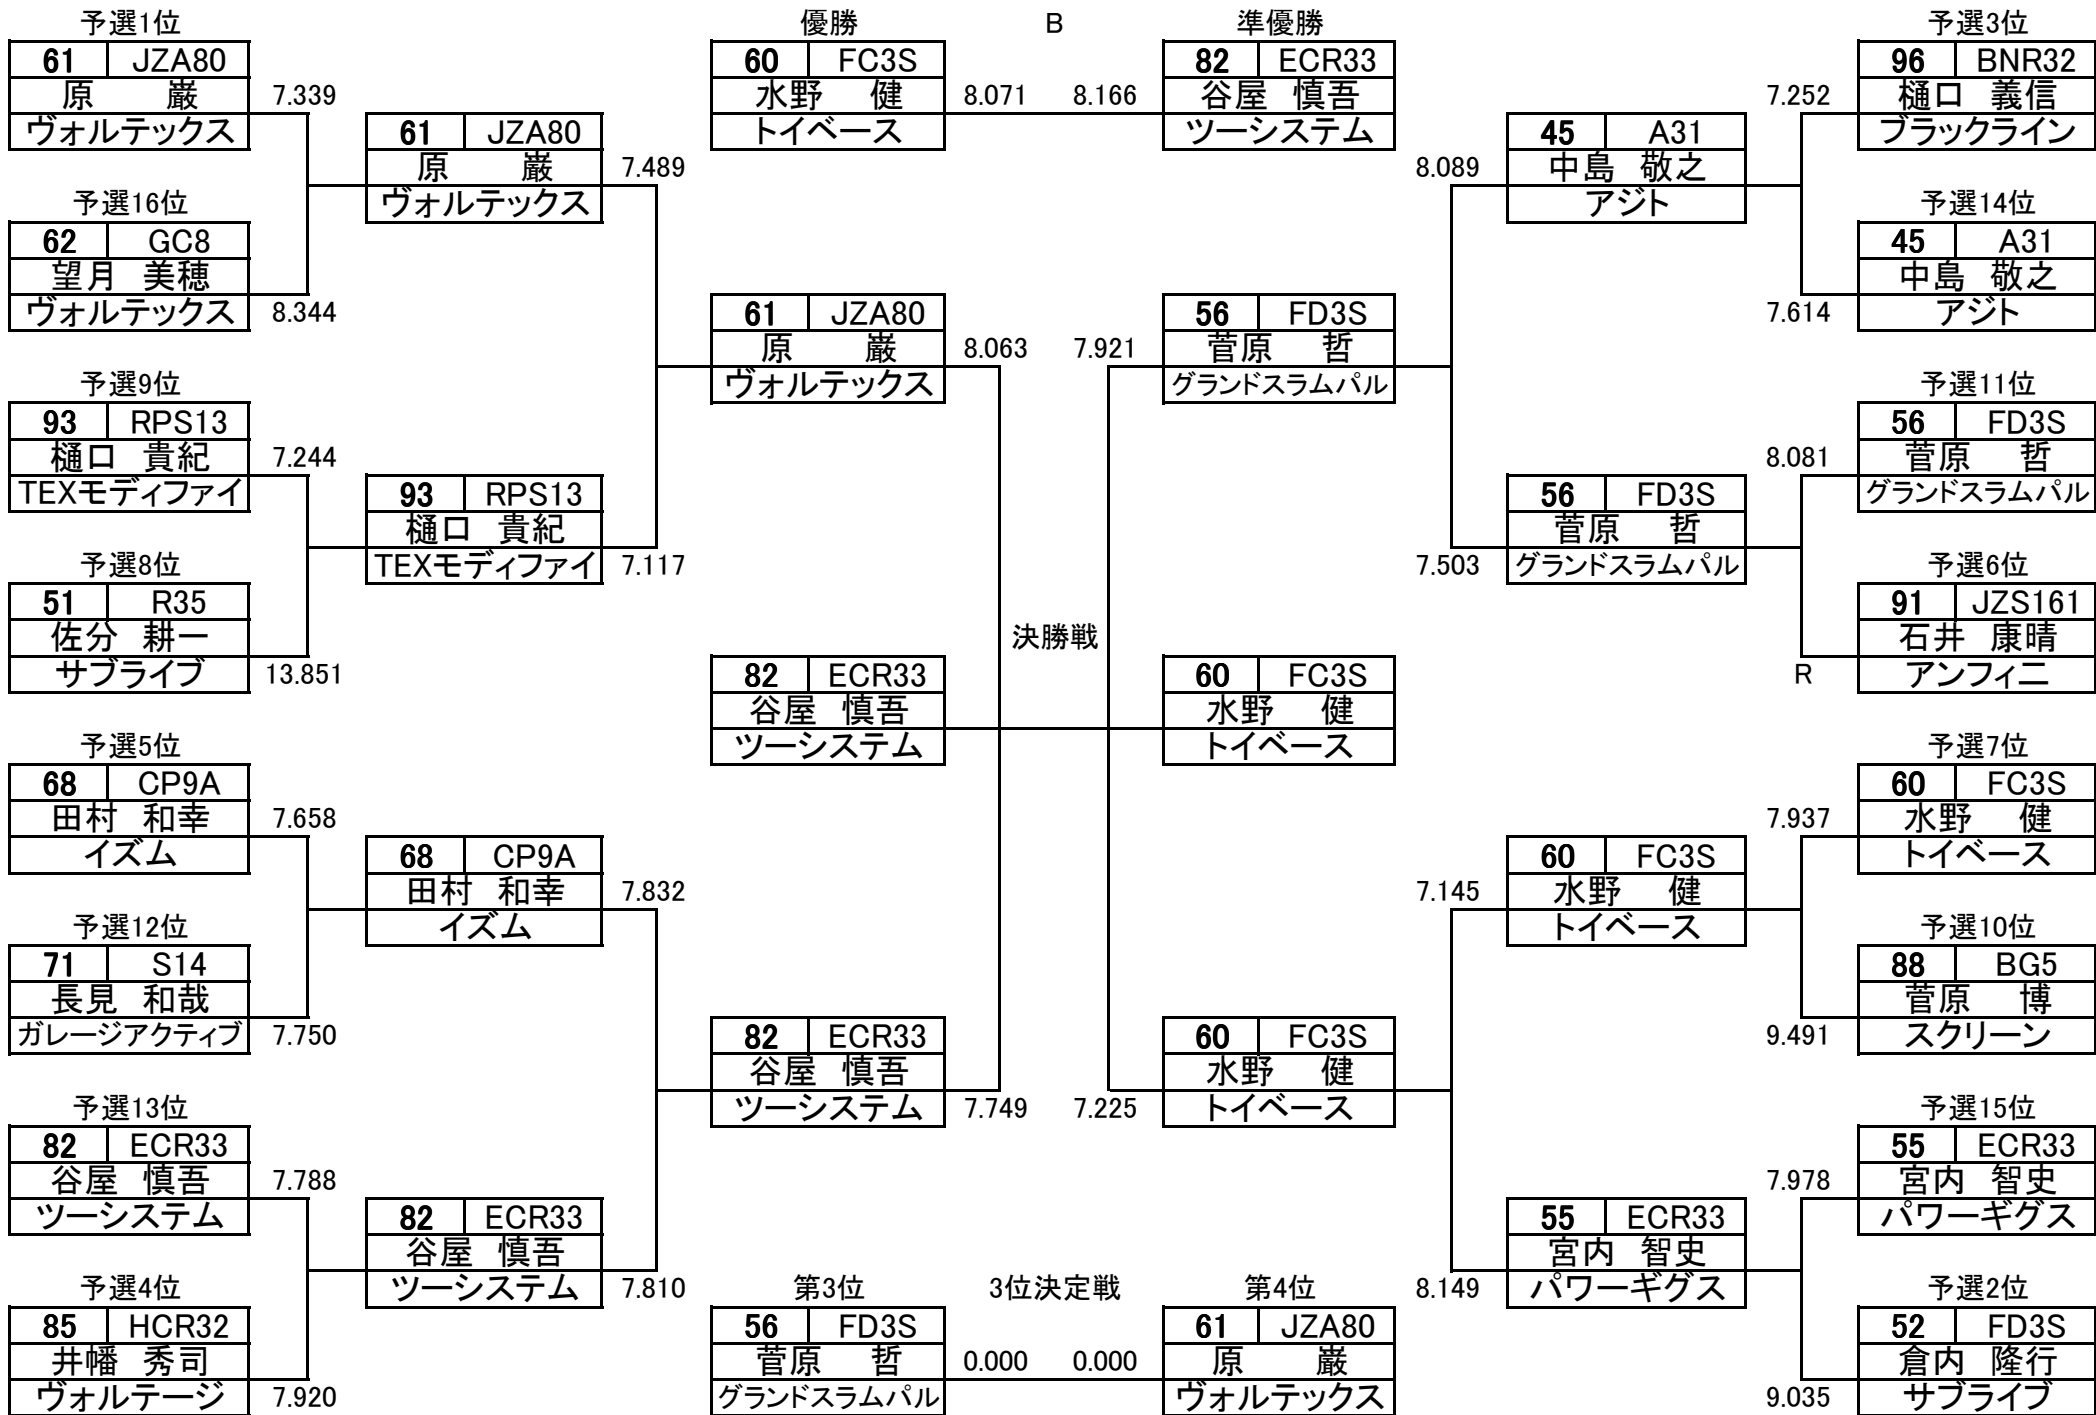 予選1位
61 JZA80
原 巌 7.339
ヴォルテックス
予選16位
62 GC8
望月 美穂
ヴォルテックス 8.344
予選9位
93 RPS13
樋口 貴紀 7.244
TEXモディファイ
予選8位
51 R35
佐分 耕一
サブライブ 13.851
予選5位
68 CP9A
田村 和幸 7.658
イズム
予選12位
71 S14
長見 和哉
ガレージアクティブ 7.750
予選13位
82 ECR33
谷屋 慎吾 7.788
ツーシステム
予選4位
85 HCR32
井幡 秀司
ヴォルテージ 7.920
61 JZA80
原 巌 7.489
ヴォルテックス
93 RPS13
樋口 貴紀
TEXモディファイ 7.117
68 CP9A
田村 和幸 7.832
イズム
82 ECR33
谷屋 慎吾
ツーシステム 7.810
優勝 B 準優勝
60 FC3S 82 ECR33
水野 健 8.071 8.166 谷屋 慎吾
トイベース ツーシステム
61 JZA80 56 FD3S
原 巌 8.063 7.921 菅原 哲
ヴォルテックス グランドスラムパル
決勝戦
82 ECR33 60 FC3S
谷屋 慎吾 水野 健
ツーシステム トイベース
82 ECR33 60 FC3S
谷屋 慎吾 水野 健
ツーシステム 7.749 7.225 トイベース
第3位 3位決定戦 第4位
56 FD3S 61 JZA80
菅原 哲 0.000 0.000 原 巌
グランドスラムパル ヴォルテックス
45 A31
8.089 中島 敬之
アジト
56 FD3S
菅原 哲
7.503 グランドスラムパル
60 FC3S
7.145 水野 健
トイベース
55 ECR33
宮内 智史
8.149 パワーギグス
予選3位
96 BNR32
7.252 樋口 義信
ブラックライン
予選14位
45 A31
中島 敬之
7.614 アジト
予選11位
56 FD3S
8.081 菅原 哲
グランドスラムパル
予選6位
91 JZS161
石井 康晴
R アンフィニ
予選7位
60 FC3S
7.937 水野 健
トイベース
予選10位
88 BG5
菅原 博
9.491 スクリーン
予選15位
55 ECR33
7.978 宮内 智史
パワーギグス
予選2位
52 FD3S
倉内 隆行
9.035 サブライブ